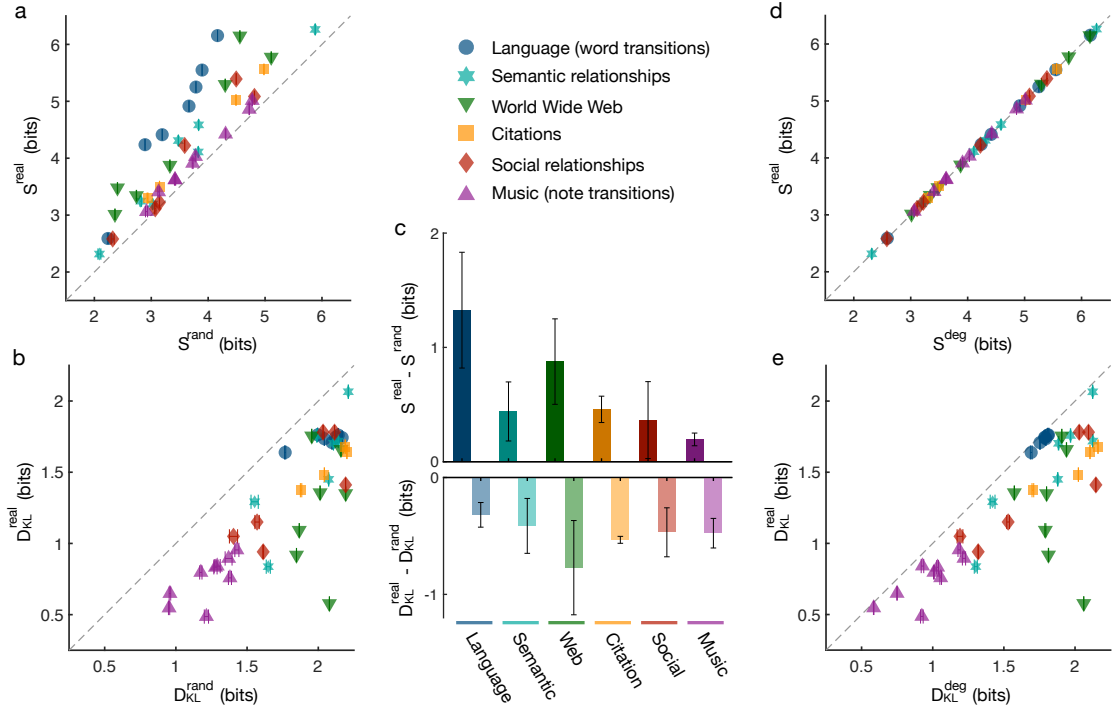 a
S^real (bits)
6
5
4
3
2
2 3 4 5 6
S^rand (bits)
Language (word transitions)
Semantic relationships
World Wide Web
Citations
Social relationships
Music (note transitions)
d
S^real (bits)
6
5
4
3
2
2 3 4 5 6
S^deg (bits)
b
D_KL^real (bits)
2
1.5
1
0.5
0.5 1 1.5 2
D_KL^rand (bits)
c
S^real - S^rand (bits)
2
1
0
D_KL^real - D_KL^rand (bits)
0
-1
Language
Semantic
Web
Citation
Social
Music
e
D_KL^real (bits)
2
1.5
1
0.5
0.5 1 1.5 2
D_KL^deg (bits)